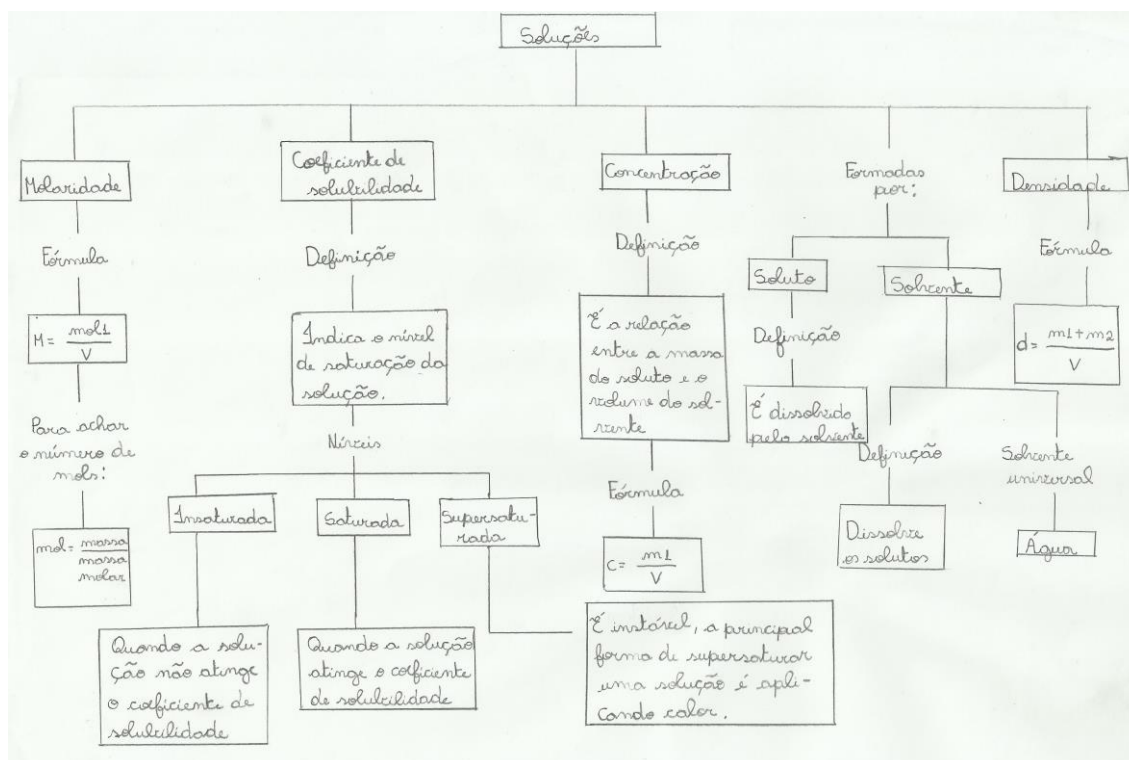 Soluções
Molaridade
Fórmula
M = mol1
V
Para achar
o número de
mols:
mol = massa
massa
molar
Coeficiente de
solubilidade
Definição
Indica o nível
de saturação da
solução.
Níveis
Insaturada
Quando a solu-
ção não atinge
o coeficiente de
solubilidade
Saturada
Quando a solução
atinge o coeficiente
de solubilidade
Supersatu-
rada
É instável, a principal
forma de supersaturar
uma solução é apli-
cando calor.
Concentração
Definição
É a relação
entre a massa
do soluto e o
volume do sol-
vente
Fórmula
C = m1
V
Formadas
por:
Soluto
Definição
É dissolvido
pelo solvente
Solvente
Definição
Dissolve
os solutos
Solvente
universal
Água
Densidade
Fórmula
d = m1 + m2
V